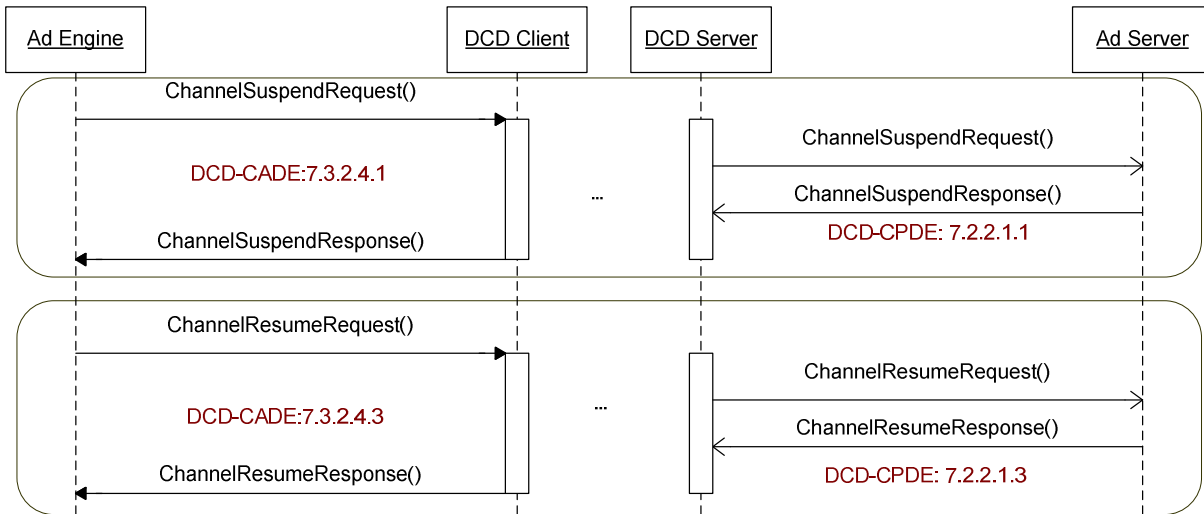 Ad Engine
DCD Client
DCD Server
Ad Server
ChannelSuspendRequest()
ChannelSuspendRequest()
DCD-CADE:7.3.2.4.1
...
ChannelSuspendResponse()
DCD-CPDE: 7.2.2.1.1
ChannelSuspendResponse()
ChannelResumeRequest()
ChannelResumeRequest()
DCD-CADE:7.3.2.4.3
...
ChannelResumeResponse()
DCD-CPDE: 7.2.2.1.3
ChannelResumeResponse()